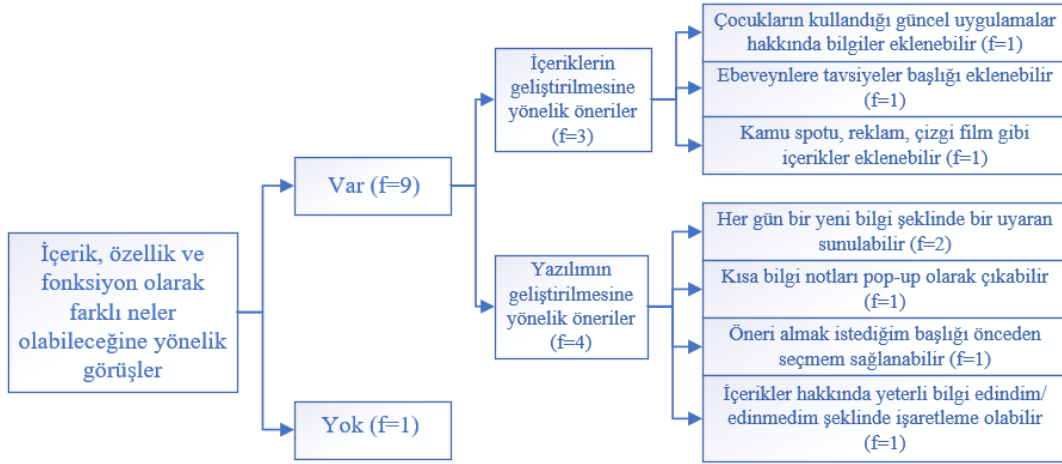 İçerik, özellik ve
fonksiyon olarak
farklı neler
olabileceğine yönelik
görüşler
Var (f=9)
Yok (f=1)
İçeriklerin
geliştirilmesine
yönelik öneriler
(f=3)
Yazılımın
geliştirilmesine
yönelik öneriler
(f=4)
Çocukların kullandığı güncel uygulamalar
hakkında bilgiler eklenebilir (f=1)
Ebeveynlere tavsiyeler başlığı eklenebilir
(f=1)
Kamu spotu, reklam, çizgi film gibi
içerikler eklenebilir (f=1)
Her gün bir yeni bilgi şeklinde bir uyaran
sunulabilir (f=2)
Kısa bilgi notları pop-up olarak çıkabilir
(f=1)
Öneri almak istediğim başlığı önceden
seçmem sağlanabilir (f=1)
İçerikler hakkında yeterli bilgi edindim/
edinmedim şeklinde işaretleme olabilir
(f=1)